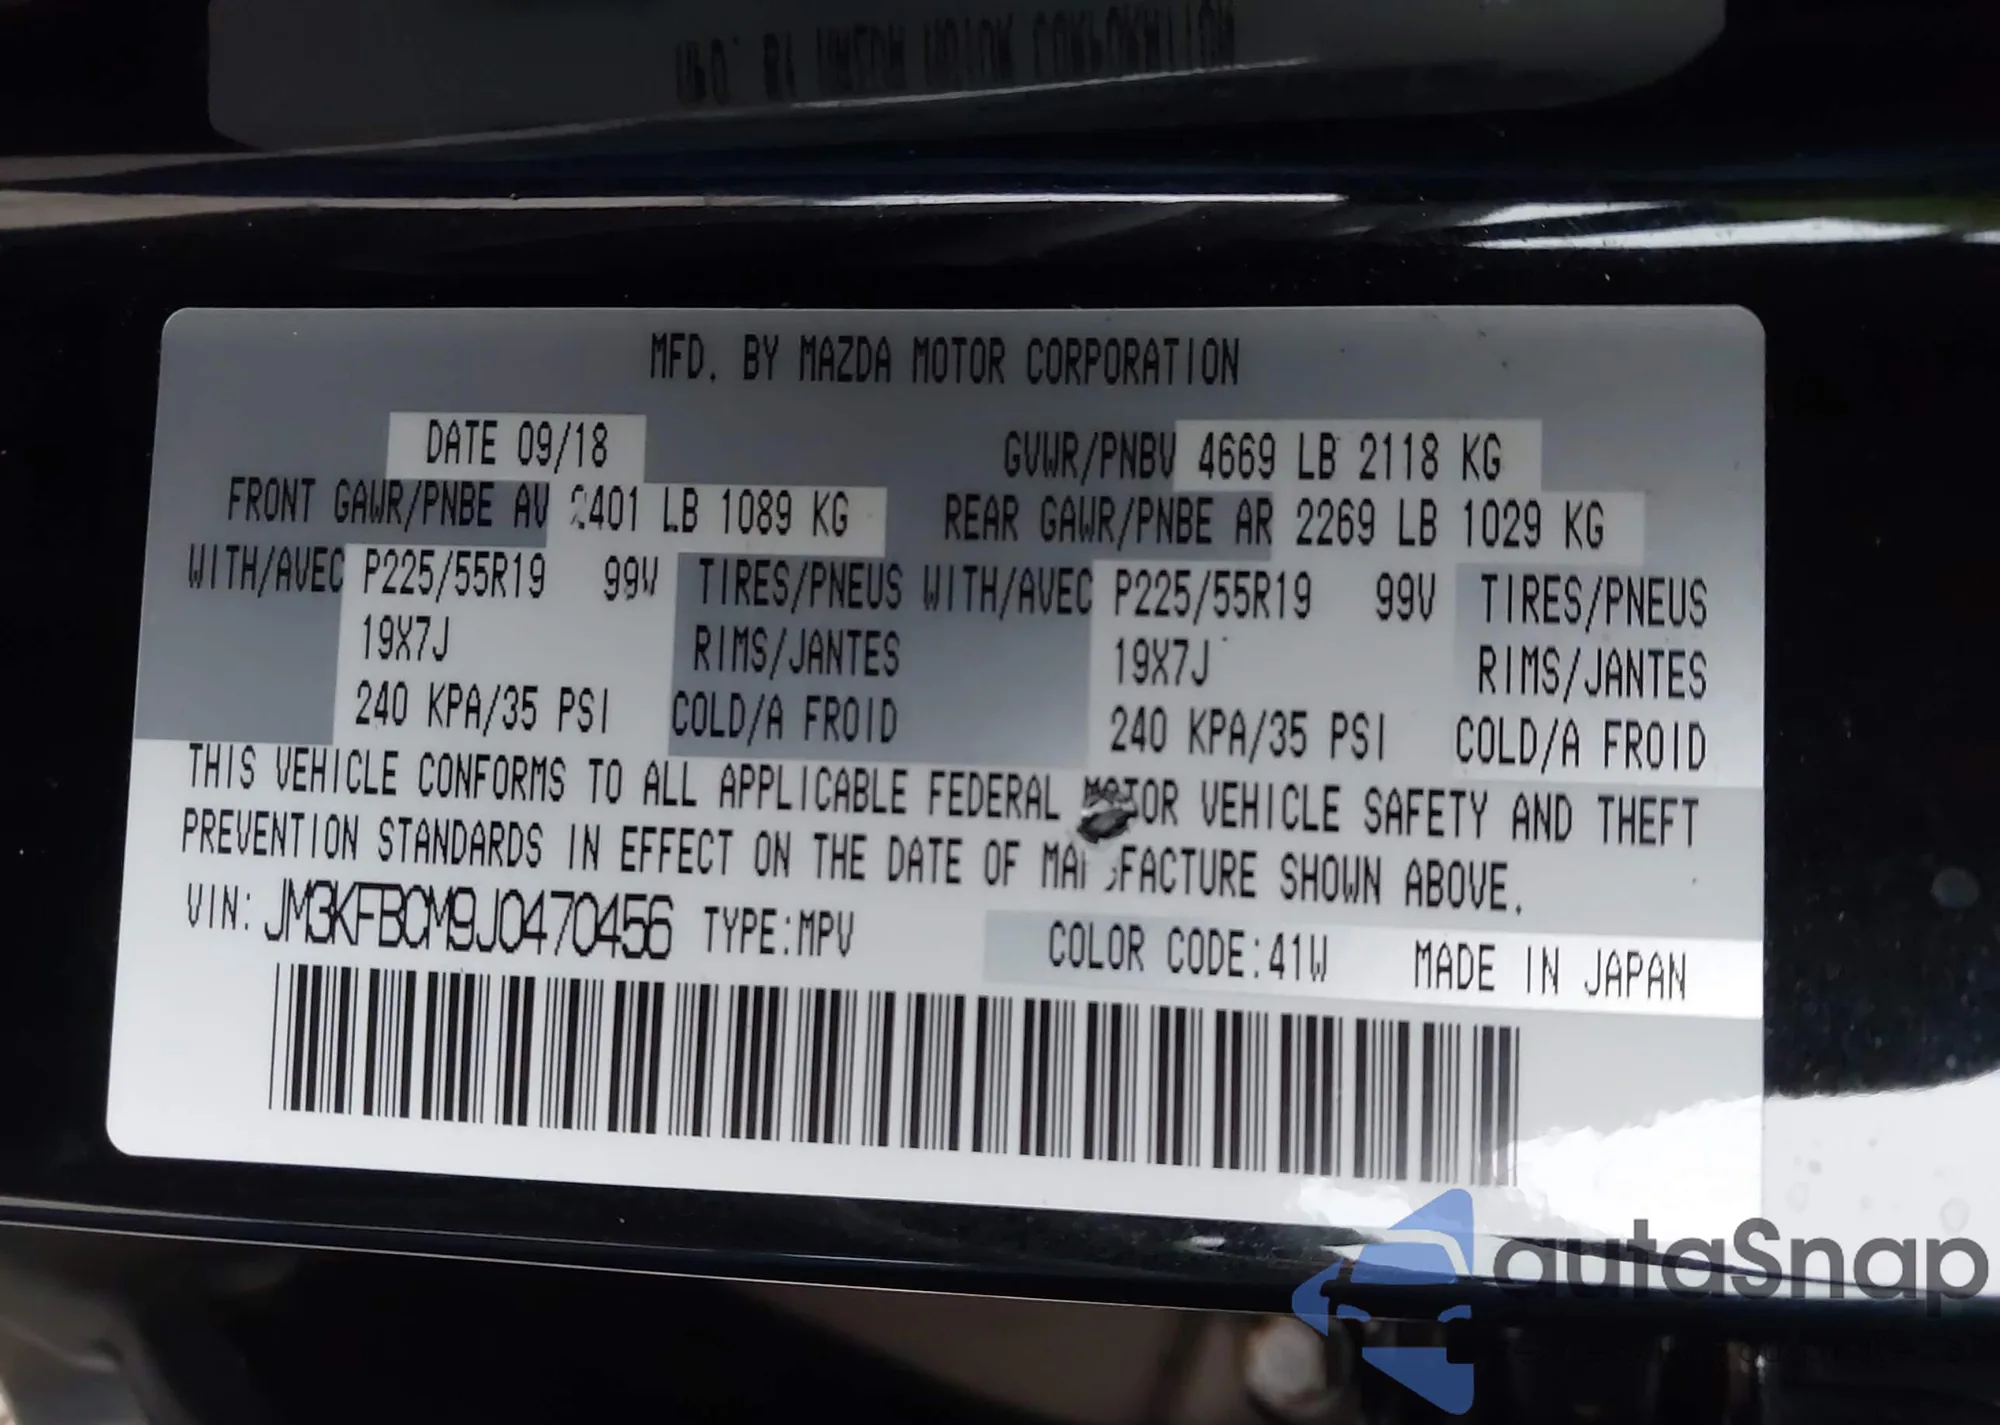 MFD. BY MAZDA MOTOR CORPORATION
DATE 09/18
GVWR/PNBV 4669 LB 2118 KG
FRONT GAWR/PNBE AV 2401 LB 1089 KG
REAR GAWR/PNBE AR 2269 LB 1029 KG
WITH/AVEC P225/55R19 99V TIRES/PNEUS WITH/AVEC P225/55R19 99V TIRES/PNEUS
19X7J RIMS/JANTES 19X7J RIMS/JANTES
240 KPA/35 PSI COLD/A FROID 240 KPA/35 PSI COLD/A FROID
THIS VEHICLE CONFORMS TO ALL APPLICABLE FEDERAL MOTOR VEHICLE SAFETY AND THEFT
PREVENTION STANDARDS IN EFFECT ON THE DATE OF MANUFACTURE SHOWN ABOVE.
VIN: JM3KFBCM9J0470456 TYPE:MPV COLOR CODE:41W MADE IN JAPAN
autaSnap